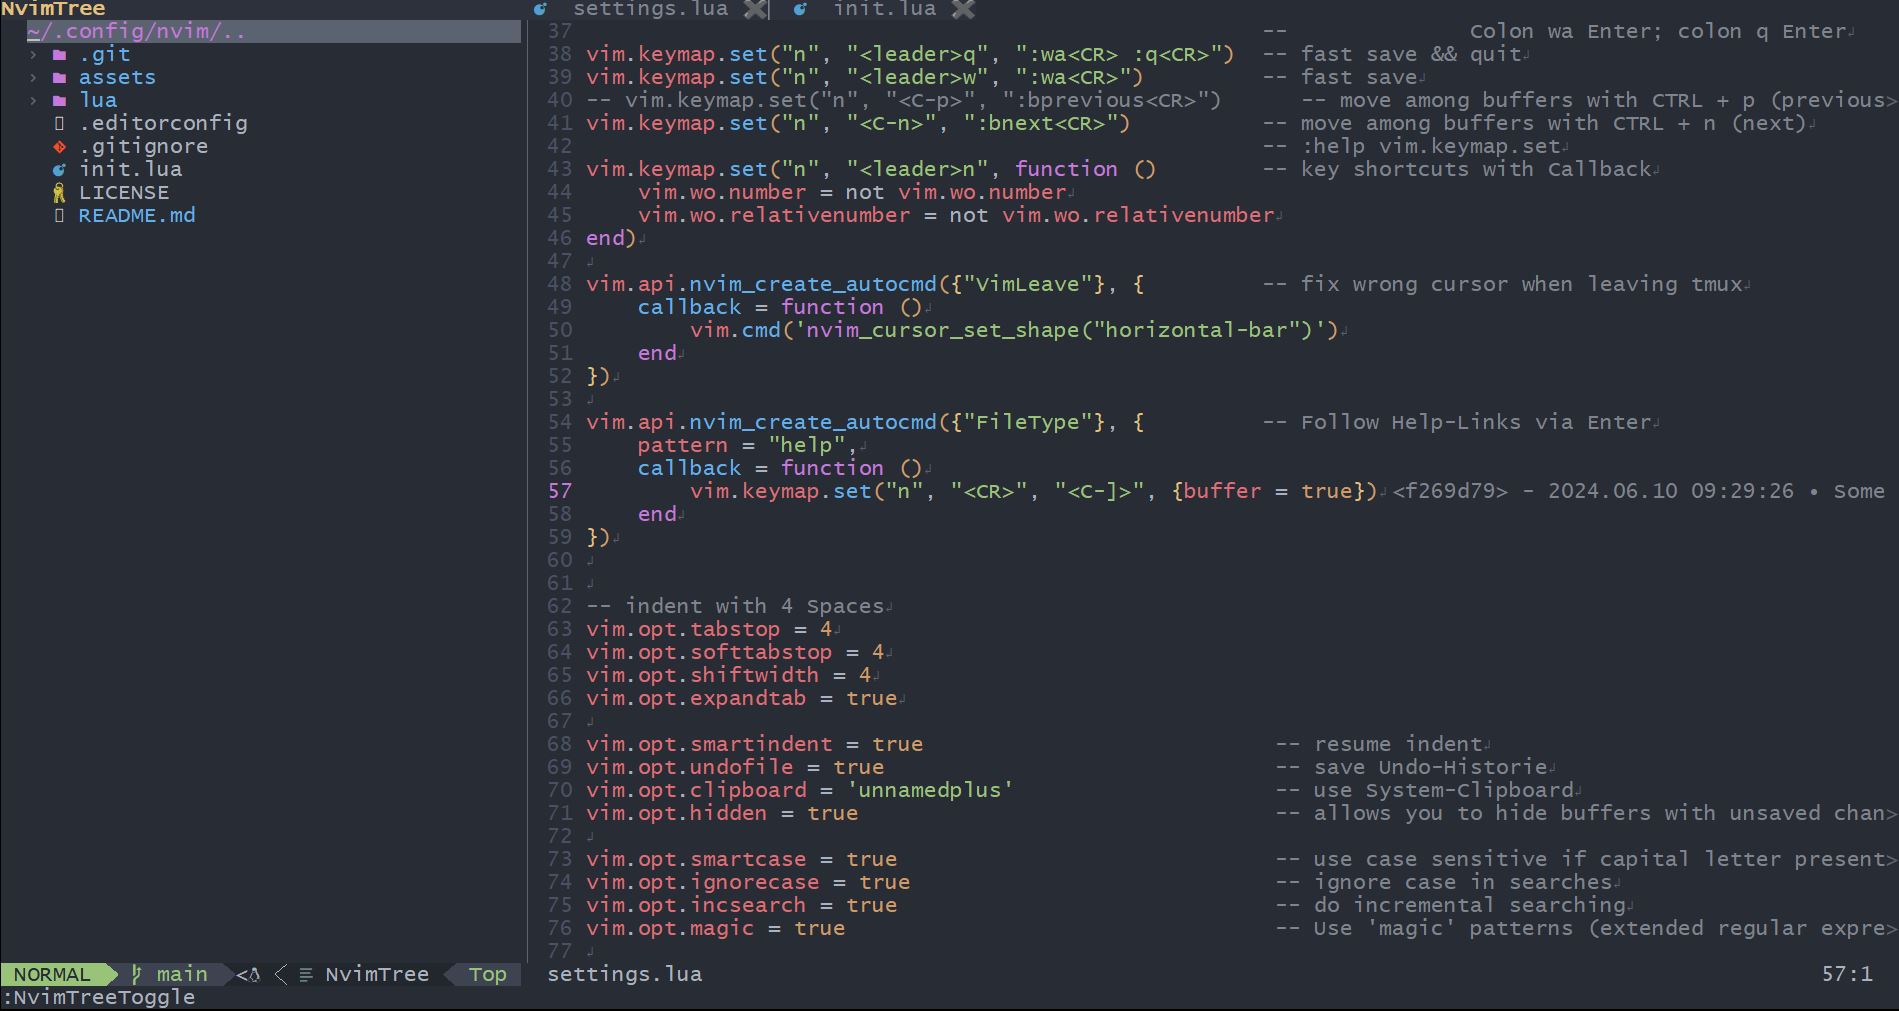 NvimTree
~/.config/nvim/..
.git
assets
lua
.editorconfig
.gitignore
init.lua
LICENSE
README.md
settings.lua init.lua
37 -- Colon wa Enter; colon q Enter
38 vim.keymap.set("n", "<leader>q", ":wa<CR> :q<CR>") -- fast save && quit
39 vim.keymap.set("n", "<leader>w", ":wa<CR>") -- fast save
40 -- vim.keymap.set("n", "<C-p>", ":bprevious<CR>") -- move among buffers with CTRL + p (previous>
41 vim.keymap.set("n", "<C-n>", ":bnext<CR>") -- move among buffers with CTRL + n (next)
42 -- :help vim.keymap.set
43 vim.keymap.set("n", "<leader>n", function () -- key shortcuts with Callback
44 vim.wo.number = not vim.wo.number
45 vim.wo.relativenumber = not vim.wo.relativenumber
46 end)
47
48 vim.api.nvim_create_autocmd({"VimLeave"}, { -- fix wrong cursor when leaving tmux
49 callback = function ()
50 vim.cmd('nvim_cursor_set_shape("horizontal-bar")')
51 end
52 })
53
54 vim.api.nvim_create_autocmd({"FileType"}, { -- Follow Help-Links via Enter
55 pattern = "help",
56 callback = function ()
57 vim.keymap.set("n", "<CR>", "<C-]>", {buffer = true}) <f269d79> - 2024.06.10 09:29:26 • Some
58 end
59 })
60
61
62 -- indent with 4 Spaces
63 vim.opt.tabstop = 4
64 vim.opt.softtabstop = 4
65 vim.opt.shiftwidth = 4
66 vim.opt.expandtab = true
67
68 vim.opt.smartindent = true -- resume indent
69 vim.opt.undofile = true -- save Undo-Historie
70 vim.opt.clipboard = 'unnamedplus' -- use System-Clipboard
71 vim.opt.hidden = true -- allows you to hide buffers with unsaved chan>
72
73 vim.opt.smartcase = true -- use case sensitive if capital letter present>
74 vim.opt.ignorecase = true -- ignore case in searches
75 vim.opt.incsearch = true -- do incremental searching
76 vim.opt.magic = true -- Use 'magic' patterns (extended regular expre>
77
NORMAL main < NvimTree Top settings.lua 57:1
:NvimTreeToggle